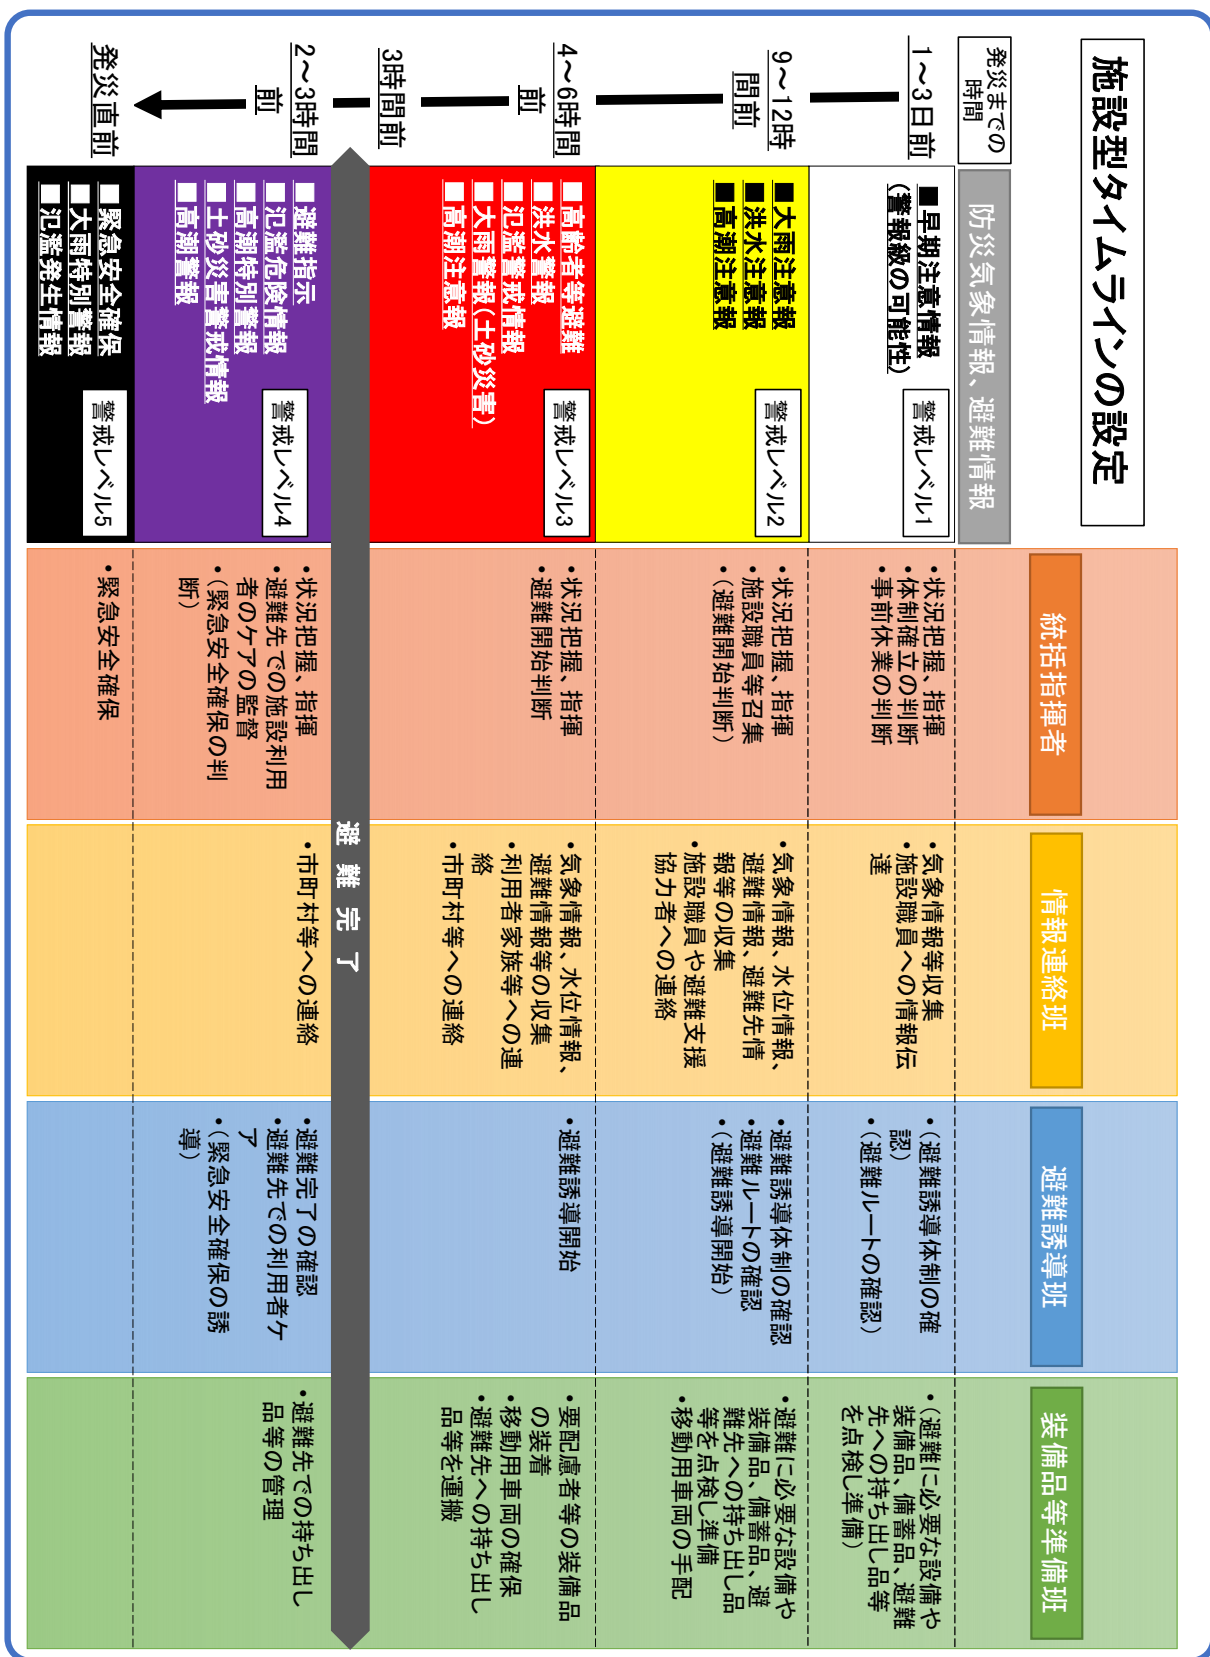 施設型タイムラインの設定
発災までの
時間
防災気象情報、避難情報
統括指揮者
情報連絡班
避難誘導班
装備品等準備班
1～3日前
■早期注意情報
(警報級の可能性)
警戒レベル1
・状況把握、指揮
・体制確立の判断
・事前休業の判断
・気象情報等収集
・施設職員への情報伝
達
・(避難誘導体制の確
認)
・(避難ルートの確認)
・(避難に必要な設備や
装備品、備蓄品、避難
先への持ち出し品等
を点検し準備)
9～12時
間前
■大雨注意報
■洪水注意報
■高潮注意報
警戒レベル2
・状況把握、指揮
・施設職員等召集
・(避難開始判断)
・気象情報、水位情報、
避難情報、避難先情
報等の収集
・施設職員や避難支援
協力者への連絡
・避難誘導体制の確認
・避難ルートの確認
・(避難誘導開始)
・避難に必要な設備や
装備品、備蓄品、避
難先への持ち出し品
等を点検し準備
・移動用車両の手配
4～6時間
前
■高齢者等避難
■洪水警報
■氾濫警戒情報
■大雨警報(土砂災害)
■高潮注意報
警戒レベル3
・状況把握、指揮
・避難開始判断
・気象情報、水位情報、
避難情報等の収集
・利用者家族等への連
絡
・市町村等への連絡
・避難誘導開始
・要配慮者等の装備品
の装着
・移動用車両の確保
・避難先への持ち出し
品等を運搬
3時間前
避難完了
2～3時間
前
■避難指示
■氾濫危険情報
■高潮特別警報
■土砂災害警戒情報
■高潮警報
警戒レベル4
・状況把握、指揮
・避難先での施設利用
者のケアの監督
・(緊急安全確保の判
断)
・市町村等への連絡
・避難完了の確認
・避難先での利用者ケ
ア
・(緊急安全確保の誘
導)
・避難先での持ち出し
品等の管理
発災直前
■緊急安全確保
■大雨特別警報
■氾濫発生情報
警戒レベル5
・緊急安全確保